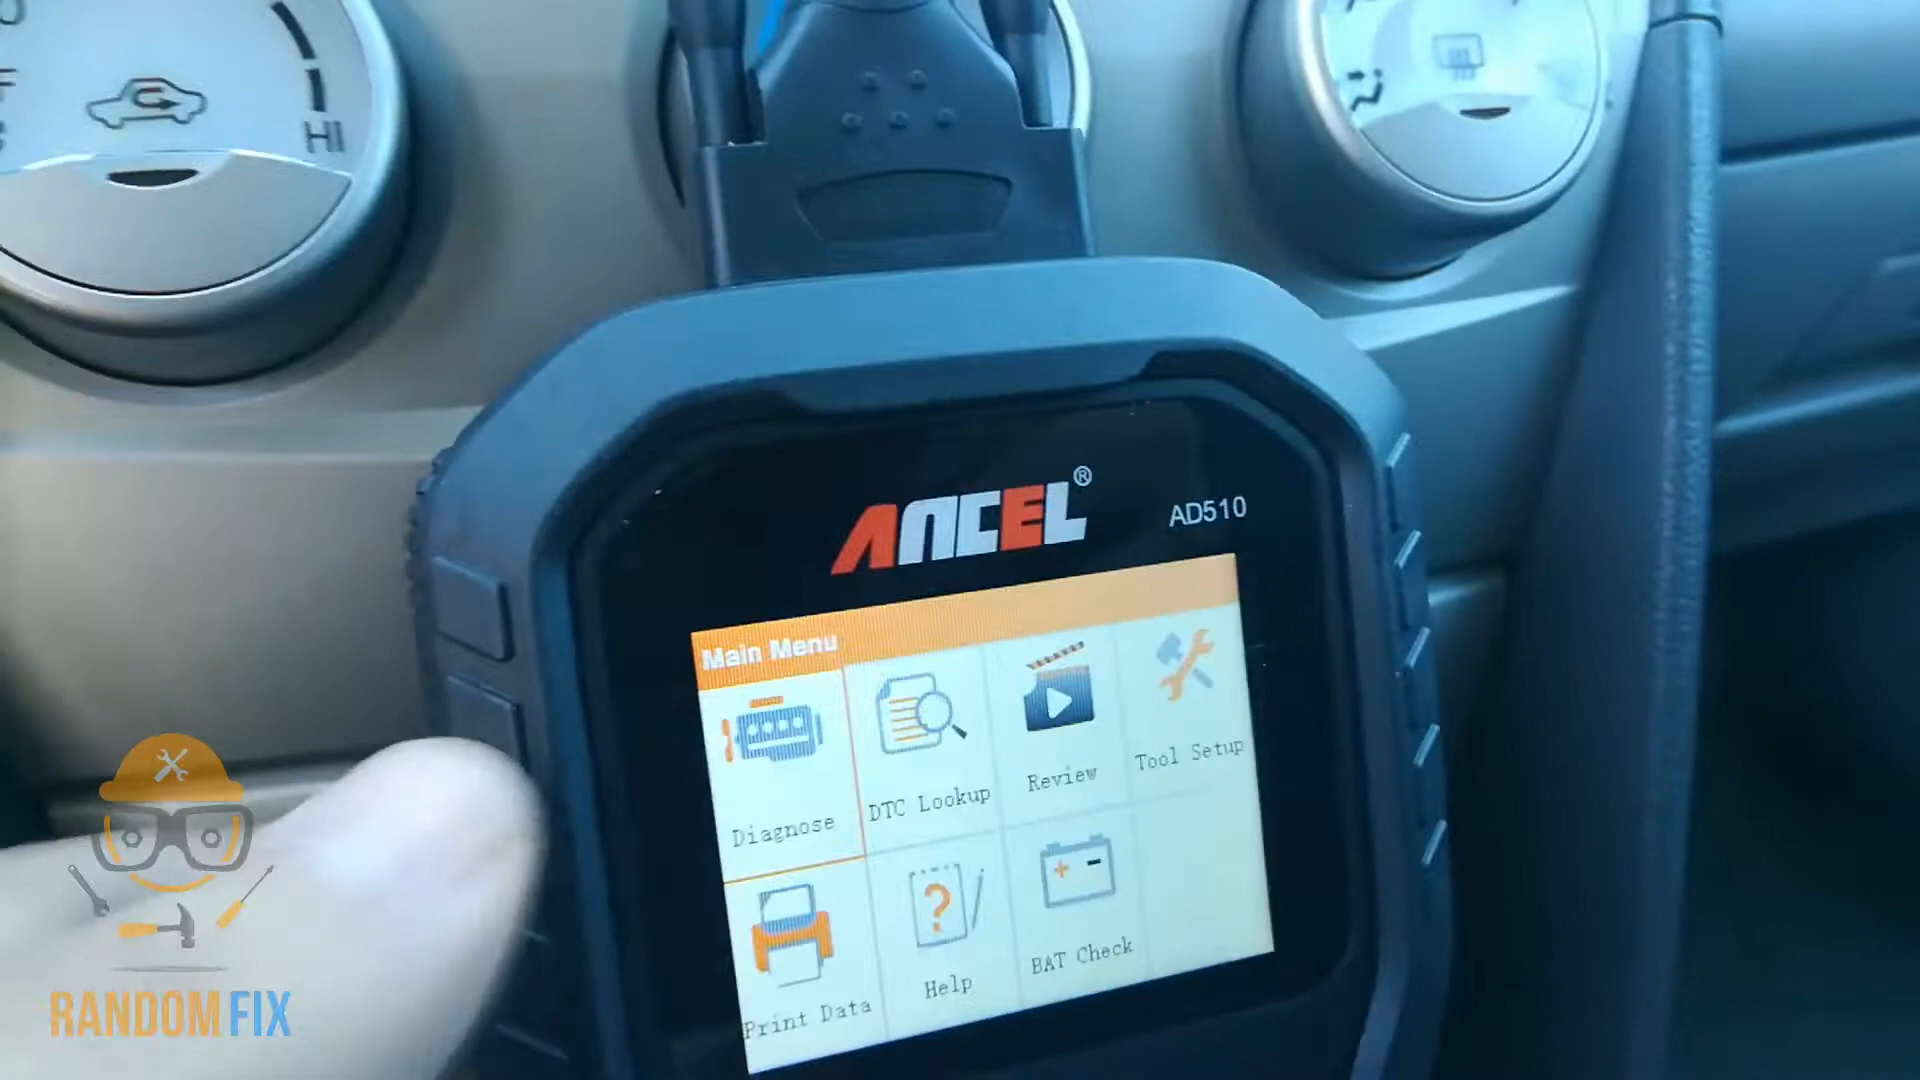 HI
ANCEL®
AD510
Main Menu
Diagnose
DTC Lookup
Review
Tool Setup
Print Data
Help
BAT Check
RANDOM FIX